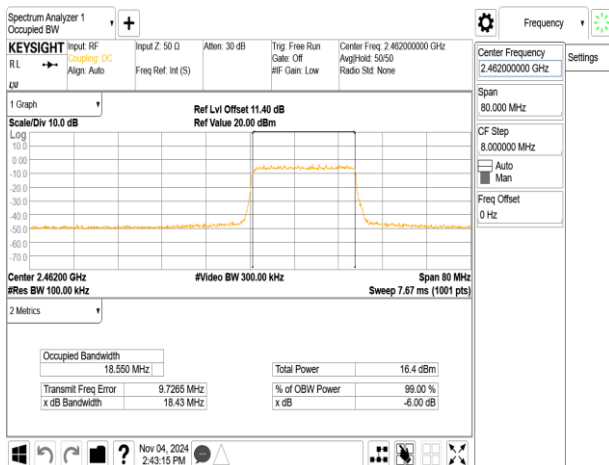 Spectrum Analyzer 1
Occupied BW
Frequency
KEYSIGHT
RL
Input: RF
Coupling: DC
Align: Auto
Input Z: 50 Ω
Freq Ref: Int (S)
Atten: 30 dB
Trig: Free Run
Gate: Off
#IF Gain: Low
Center Freq: 2.462000000 GHz
Avg|Hold: 50/50
Radio Std: None
Center Frequency
2.462000000 GHz
Settings
Span
80.000 MHz
CF Step
8.000000 MHz
Auto
Man
Freq Offset
0 Hz
1 Graph
Scale/Div 10.0 dB
Ref Lvl Offset 11.40 dB
Ref Value 20.00 dBm
Log
10.0
0.00
-10.0
-20.0
-30.0
-40.0
-50.0
-60.0
-70.0
Center 2.46200 GHz
#Res BW 100.00 kHz
#Video BW 300.00 kHz
Span 80 MHz
Sweep 7.67 ms (1001 pts)
2 Metrics
Occupied Bandwidth
18.550 MHz
Transmit Freq Error 9.7265 MHz
x dB Bandwidth 18.43 MHz
Total Power 16.4 dBm
% of OBW Power 99.00 %
x dB -6.00 dB
?
Nov 04, 2024
2:43:15 PM